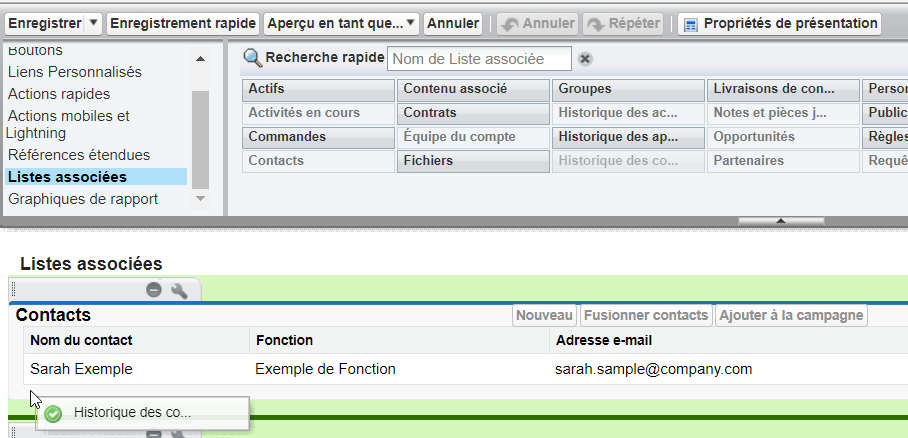 Enregistrer Enregistrement rapide Aperçu en tant que... Annuler Annuler Répéter Propriétés de présentation
Boutons
Liens Personnalisés
Actions rapides
Actions mobiles et
Lightning
Références étendues
Listes associées
Graphiques de rapport
Recherche rapide Nom de Liste associée
Actifs Contenu associé Groupes Livraisons de con... Person
Activités en cours Contrats Historique des ac... Notes et pièces j... Public
Commandes Équipe du compte Historique des ap... Opportunités Règles
Contacts Fichiers Historique des co... Partenaires Requê
Listes associées
Contacts Nouveau Fusionner contacts Ajouter à la campagne
Nom du contact Fonction Adresse e-mail
Sarah Exemple Exemple de Fonction sarah.sample@company.com
Historique des co...